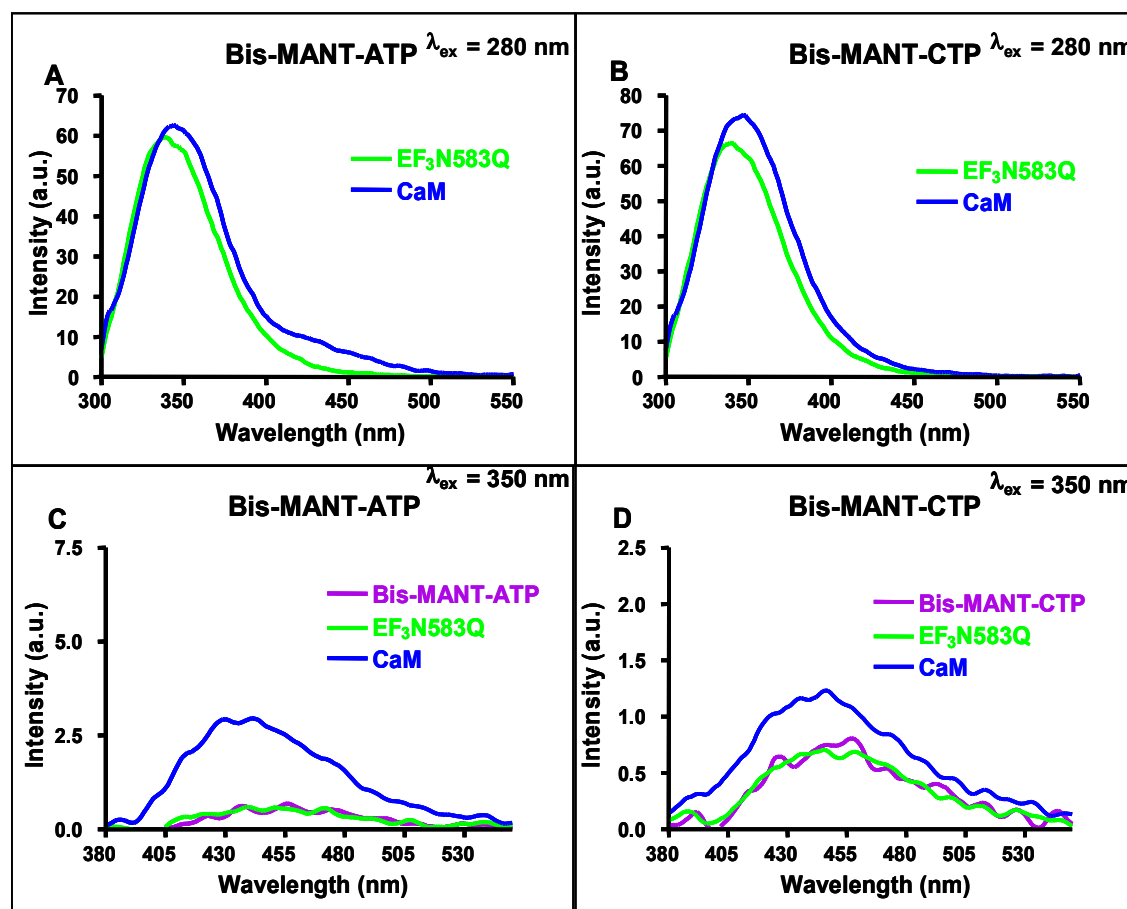 A
Bis-MANT-ATP λex = 280 nm
Intensity (a.u.)
70
60
50
40
30
20
10
0
EF3N583Q
CaM
300 350 400 450 500 550
Wavelength (nm)
B
Bis-MANT-CTP λex = 280 nm
Intensity (a.u.)
80
70
60
50
40
30
20
10
0
EF3N583Q
CaM
300 350 400 450 500 550
Wavelength (nm)
C
Bis-MANT-ATP λex = 350 nm
Intensity (a.u.)
7.5
5.0
2.5
0.0
Bis-MANT-ATP
EF3N583Q
CaM
380 405 430 455 480 505 530
Wavelength (nm)
D
Bis-MANT-CTP λex = 350 nm
Intensity (a.u.)
2.5
2.0
1.5
1.0
0.5
0.0
Bis-MANT-CTP
EF3N583Q
CaM
380 405 430 455 480 505 530
Wavelength (nm)